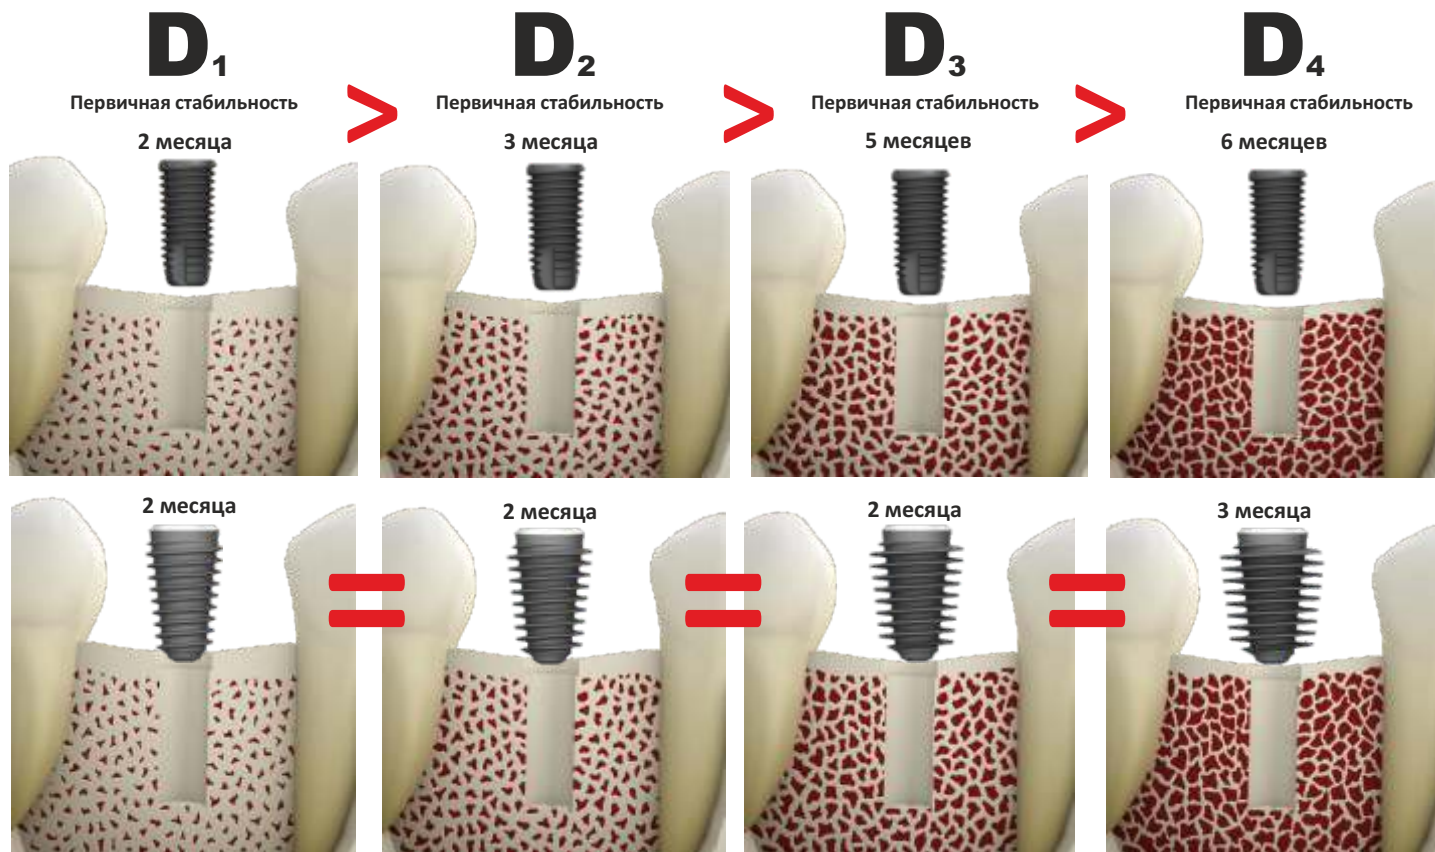 D1
D2
D3
D4
Первичная стабильность
>
Первичная стабильность
>
Первичная стабильность
>
Первичная стабильность
2 месяца
3 месяца
5 месяцев
6 месяцев
2 месяца
2 месяца
2 месяца
3 месяца
=
=
=